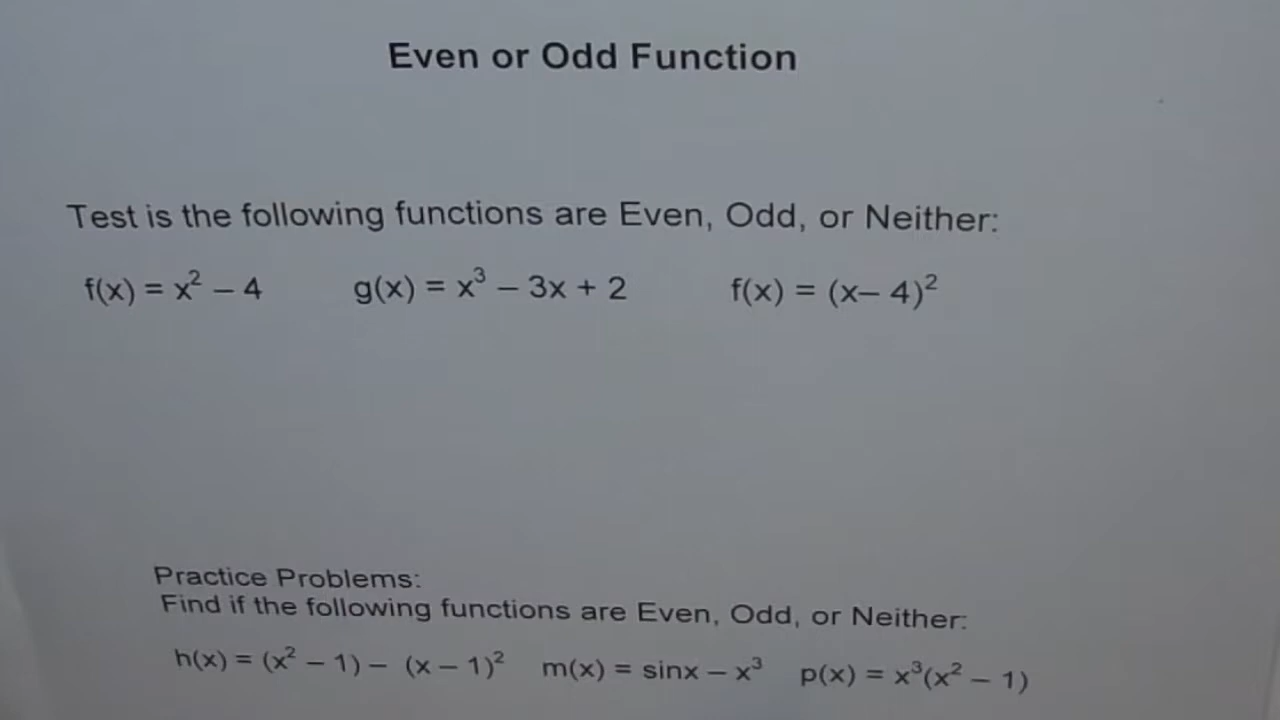 Even or Odd Function
Test is the following functions are Even, Odd, or Neither:
f(x) = x² – 4 g(x) = x³ – 3x + 2 f(x) = (x– 4)²
Practice Problems:
Find if the following functions are Even, Odd, or Neither:
h(x) = (x² – 1) – (x – 1)² m(x) = sinx – x³ p(x) = x³(x² – 1)